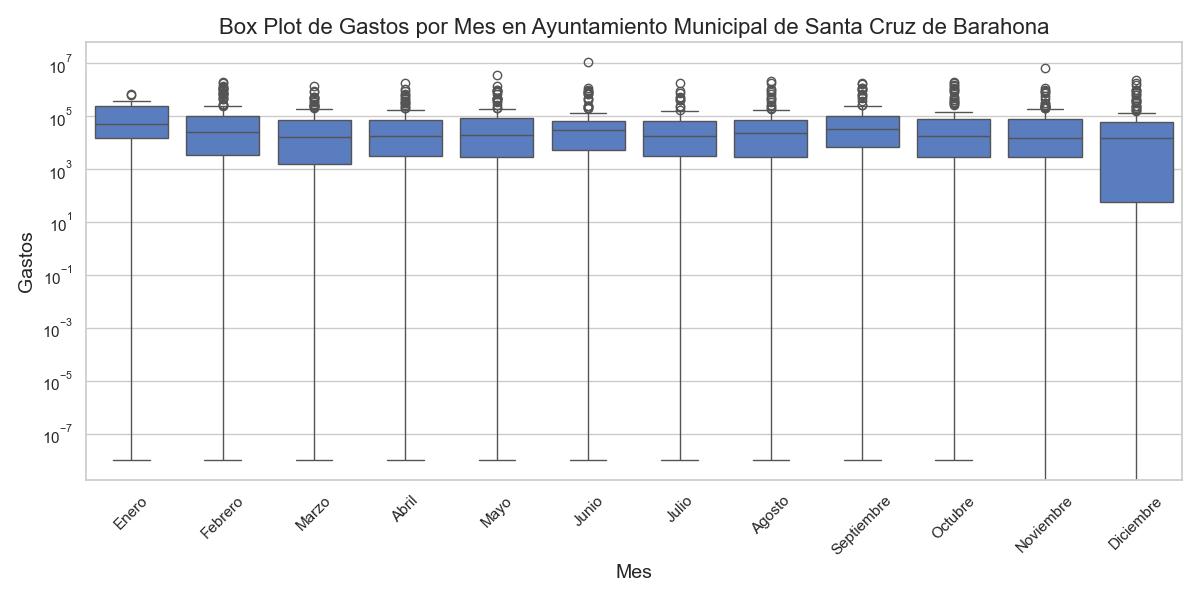 Box Plot de Gastos por Mes en Ayuntamiento Municipal de Santa Cruz de Barahona
Gastos
10^7
10^5
10^3
10^1
10^−1
10^−3
10^−5
10^−7
Enero
Febrero
Marzo
Abril
Mayo
Junio
Julio
Agosto
Septiembre
Octubre
Noviembre
Diciembre
Mes